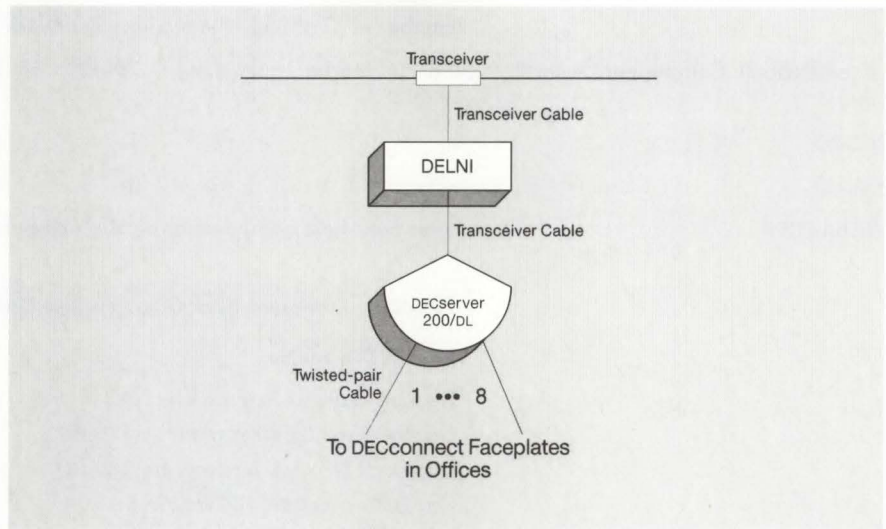 Transceiver
Transceiver Cable
DELNI
Transceiver Cable
DECserver
200/DL
Twisted-pair
Cable
1 ••• 8
To DECconnect Faceplates
in Offices